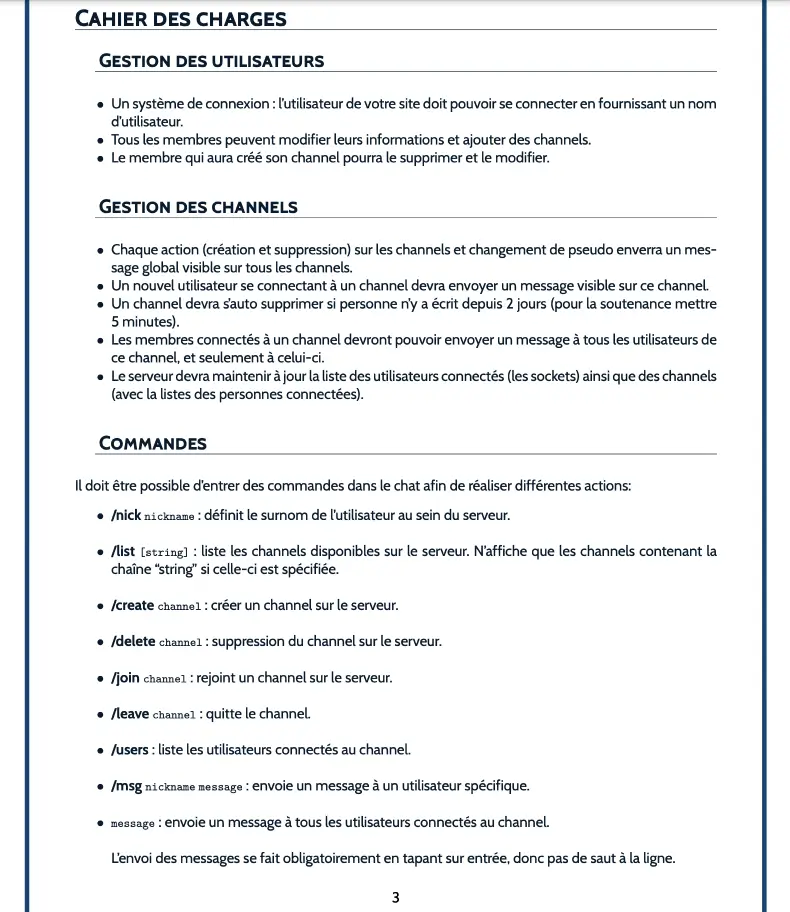 CAHIER DES CHARGES
GESTION DES UTILISATEURS
• Un système de connexion : l'utilisateur de votre site doit pouvoir se connecter en fournissant un nom
d'utilisateur.
• Tous les membres peuvent modifier leurs informations et ajouter des channels.
• Le membre qui aura créé son channel pourra le supprimer et le modifier.
GESTION DES CHANNELS
• Chaque action (création et suppression) sur les channels et changement de pseudo enverra un mes-
sage global visible sur tous les channels.
• Un nouvel utilisateur se connectant à un channel devra envoyer un message visible sur ce channel.
• Un channel devra s'auto supprimer si personne n'y a écrit depuis 2 jours (pour la soutenance mettre
5 minutes).
• Les membres connectés à un channel devront pouvoir envoyer un message à tous les utilisateurs de
ce channel, et seulement à celui-ci.
• Le serveur devra maintenir à jour la liste des utilisateurs connectés (les sockets) ainsi que des channels
(avec la listes des personnes connectées).
COMMANDES
Il doit être possible d'entrer des commandes dans le chat afin de réaliser différentes actions:
• /nick nickname : définit le surnom de l'utilisateur au sein du serveur.
• /list [string] : liste les channels disponibles sur le serveur. N'affiche que les channels contenant la
chaîne “string” si celle-ci est spécifiée.
• /create channel : créer un channel sur le serveur.
• /delete channel : suppression du channel sur le serveur.
• /join channel : rejoint un channel sur le serveur.
• /leave channel : quitte le channel.
• /users : liste les utilisateurs connectés au channel.
• /msg nickname message : envoie un message à un utilisateur spécifique.
• message : envoie un message à tous les utilisateurs connectés au channel.
L'envoi des messages se fait obligatoirement en tapant sur entrée, donc pas de saut à la ligne.
3